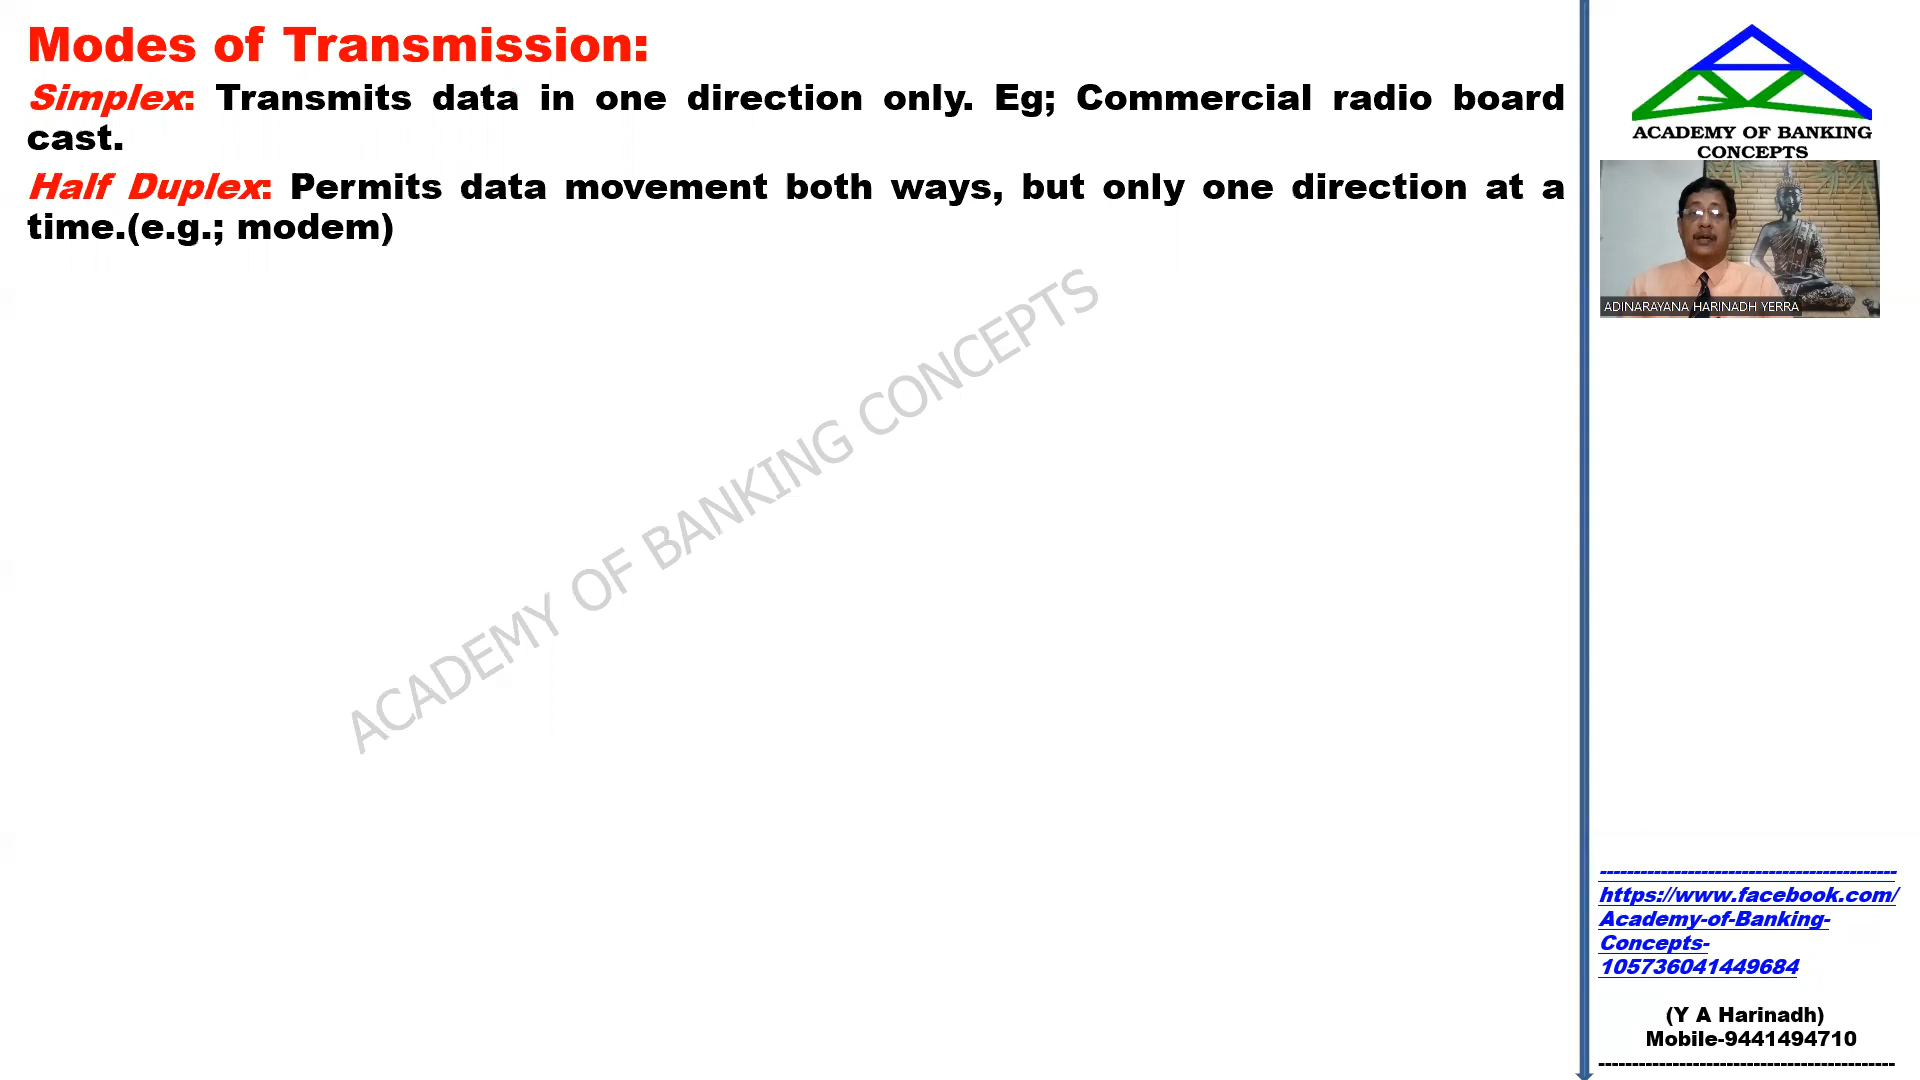 Modes of Transmission:
Simplex: Transmits data in one direction only. Eg; Commercial radio board
cast.
Half Duplex: Permits data movement both ways, but only one direction at a
time.(e.g.; modem)
ACADEMY OF BANKING CONCEPTS
ACADEMY OF BANKING
CONCEPTS
ADINARAYANA HARINADH YERRA
--------------------------------------------
https://www.facebook.com/
Academy-of-Banking-
Concepts-
105736041449684
(Y A Harinadh)
Mobile-9441494710
--------------------------------------------